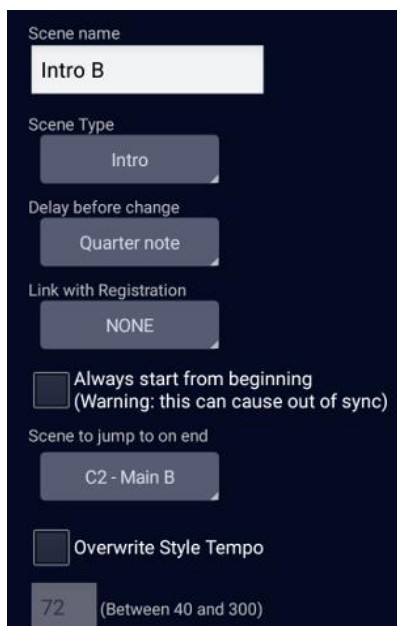 Scene name
Intro B
Scene Type
Intro
Delay before change
Quarter note
Link with Registration
NONE
Always start from beginning
(Warning: this can cause out of sync)
Scene to jump to on end
C2 - Main B
Overwrite Style Tempo
72 (Between 40 and 300)